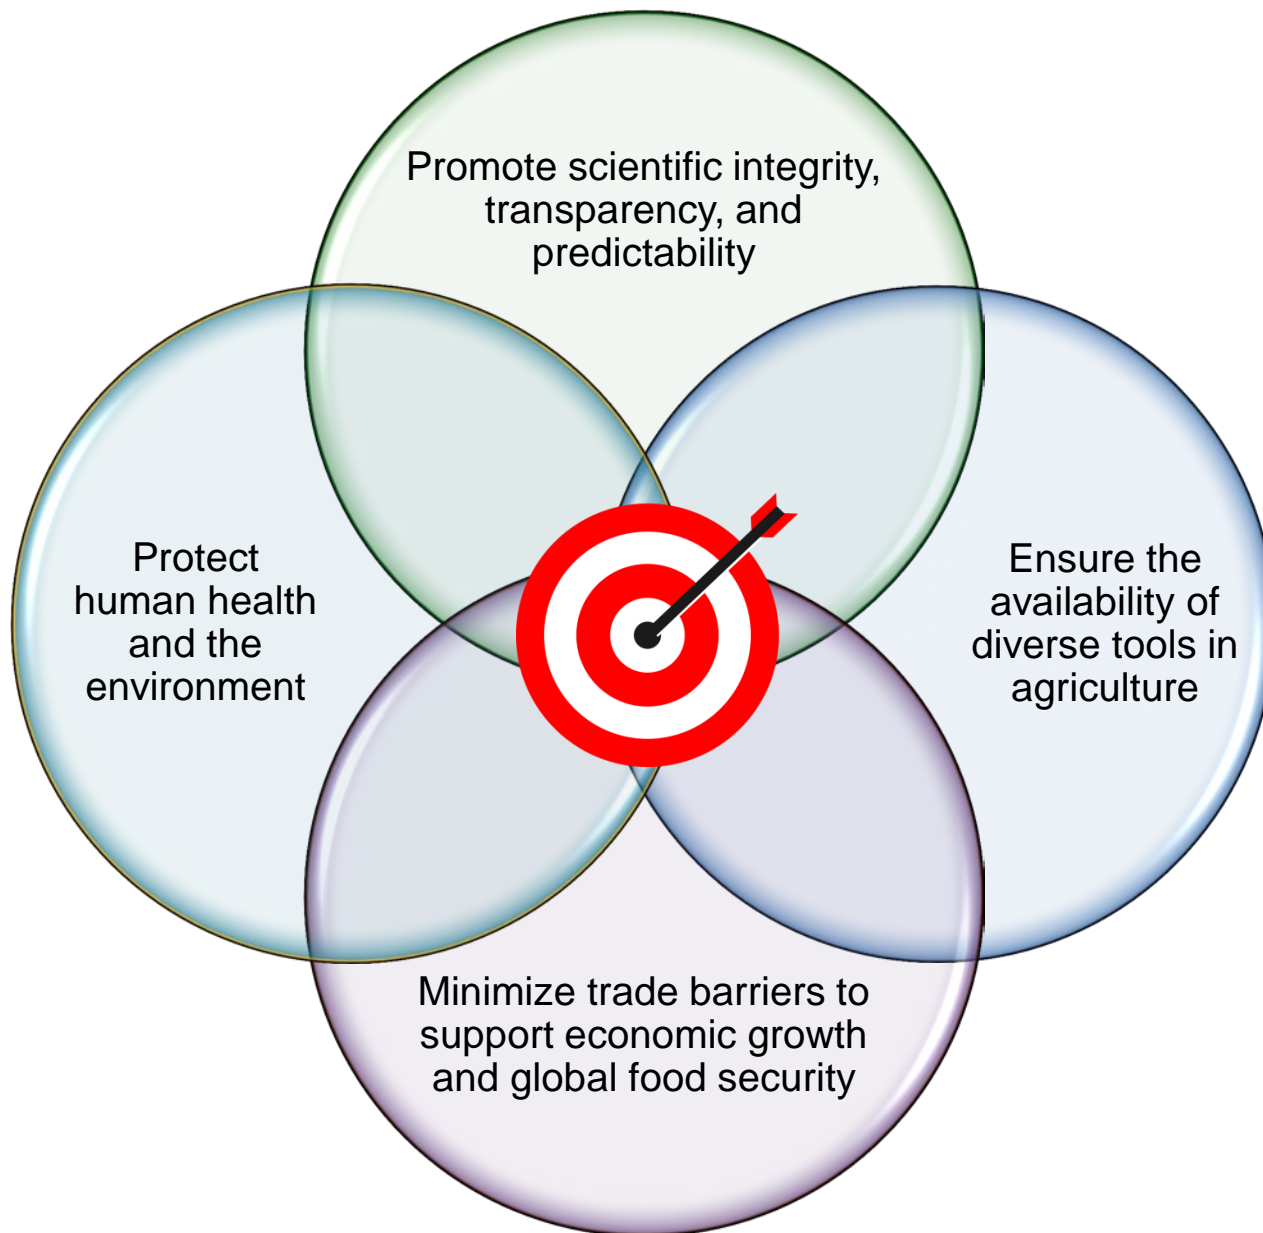 Promote scientific integrity,
transparency, and
predictability
Protect
human health
and the
environment
Ensure the
availability of
diverse tools in
agriculture
Minimize trade barriers to
support economic growth
and global food security